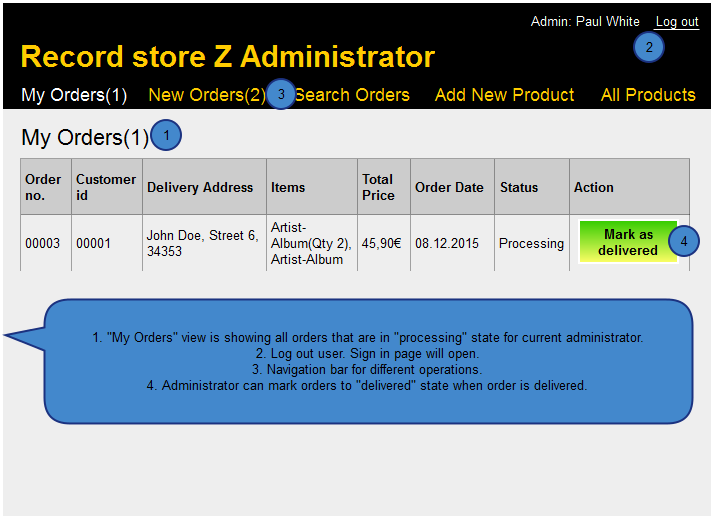 Admin: Paul White Log out
2
Record store Z Administrator
My Orders(1) New Orders(2) 3 Search Orders Add New Product All Products
My Orders(1) 1
Order no. Customer id Delivery Address Items Total Price Order Date Status Action
00003 00001 John Doe, Street 6, 34353 Artist-Album(Qty 2), Artist-Album 45,90€ 08.12.2015 Processing Mark as delivered 4
1. "My Orders" view is showing all orders that are in "processing" state for current administrator.
2. Log out user. Sign in page will open.
3. Navigation bar for different operations.
4. Administrator can mark orders to "delivered" state when order is delivered.